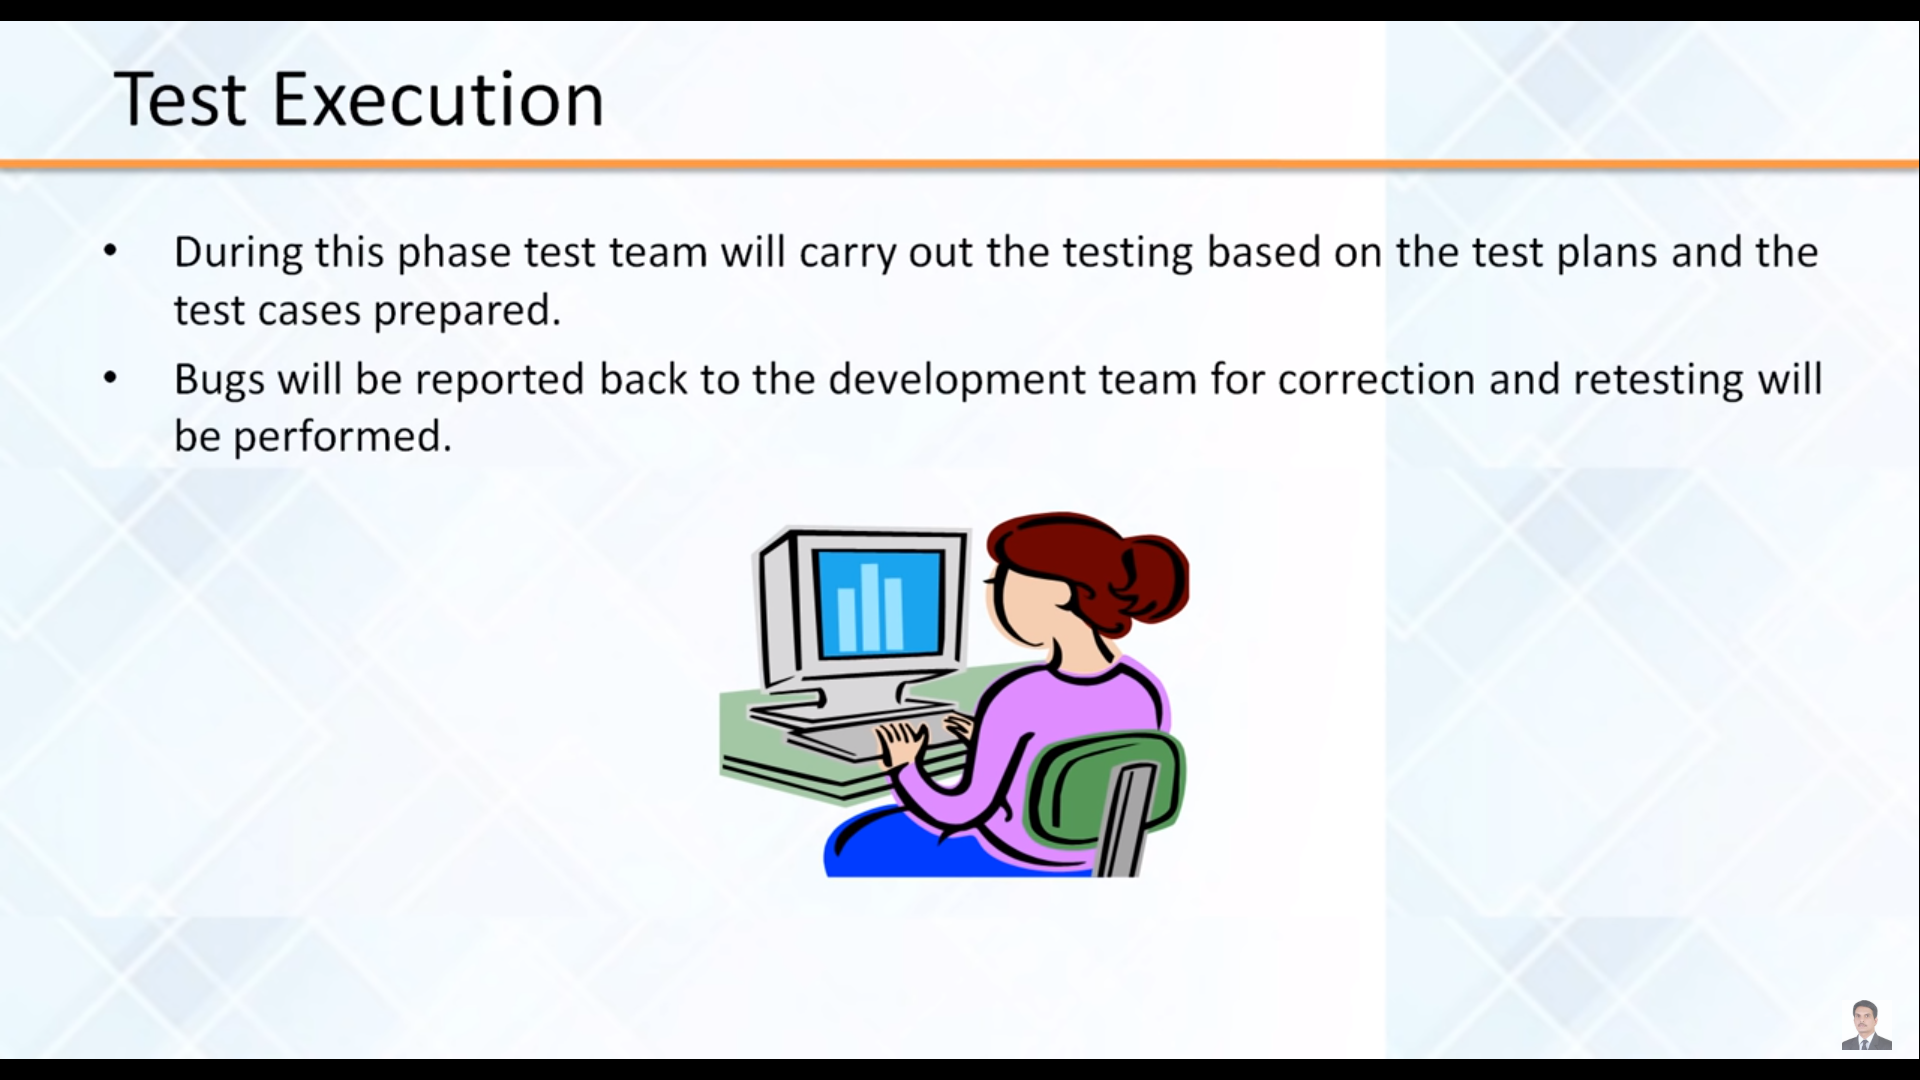 Test Execution
• During this phase test team will carry out the testing based on the test plans and the
test cases prepared.
• Bugs will be reported back to the development team for correction and retesting will
be performed.